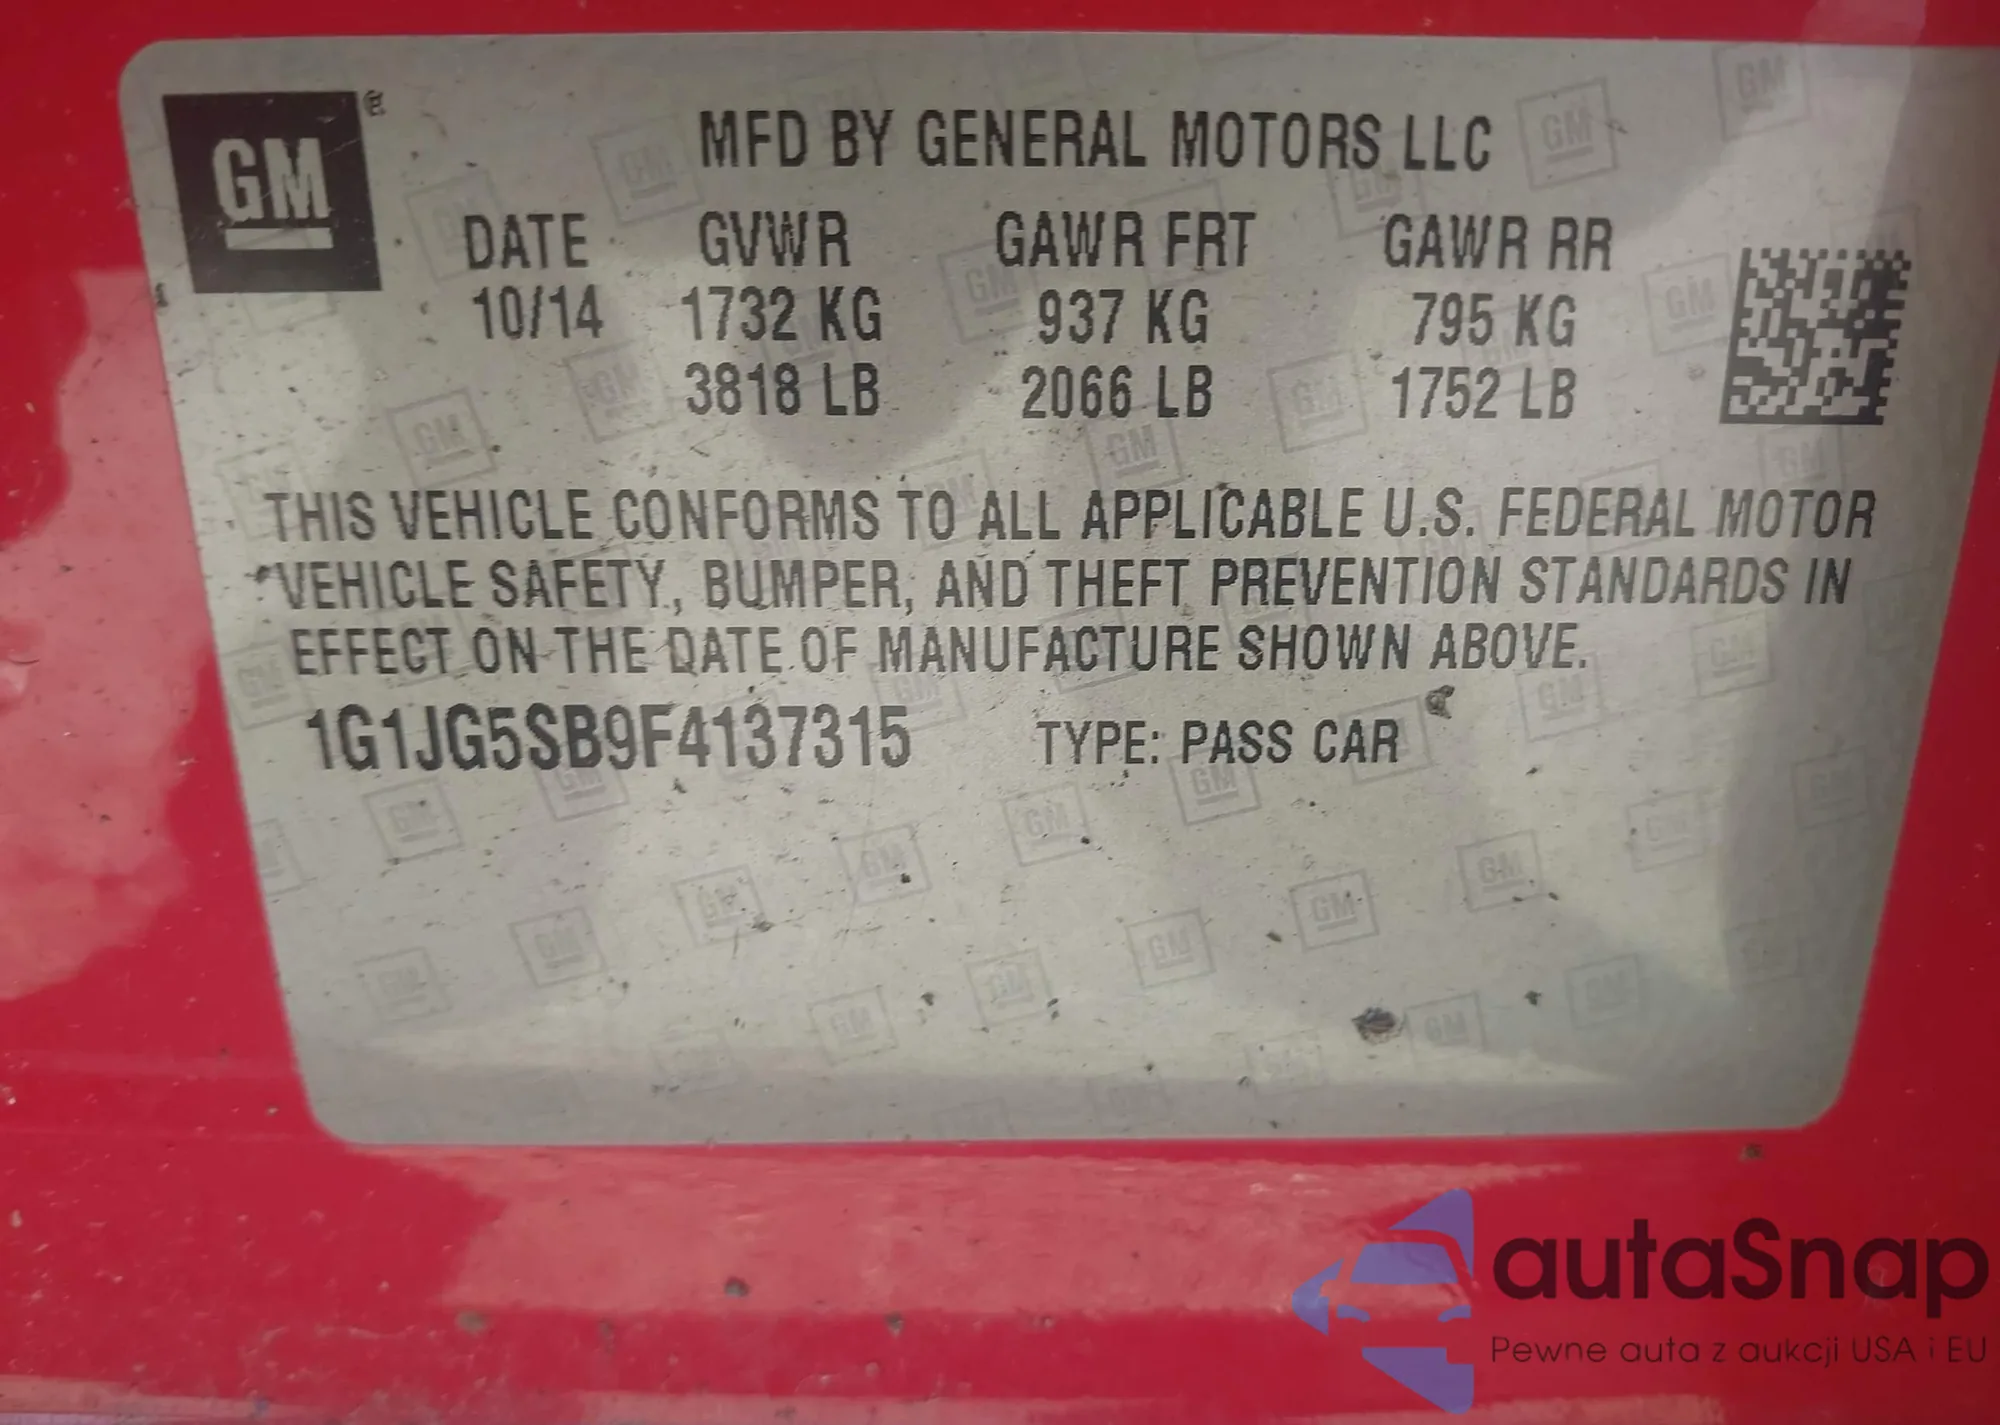 GM ®
MFD BY GENERAL MOTORS LLC
DATE GVWR GAWR FRT GAWR RR
10/14 1732 KG 937 KG 795 KG
3818 LB 2066 LB 1752 LB
THIS VEHICLE CONFORMS TO ALL APPLICABLE U.S. FEDERAL MOTOR
VEHICLE SAFETY, BUMPER, AND THEFT PREVENTION STANDARDS IN
EFFECT ON THE DATE OF MANUFACTURE SHOWN ABOVE.
1G1JG5SB9F4137315 TYPE: PASS CAR
autaSnap
Pewne auta z aukcji USA i EU